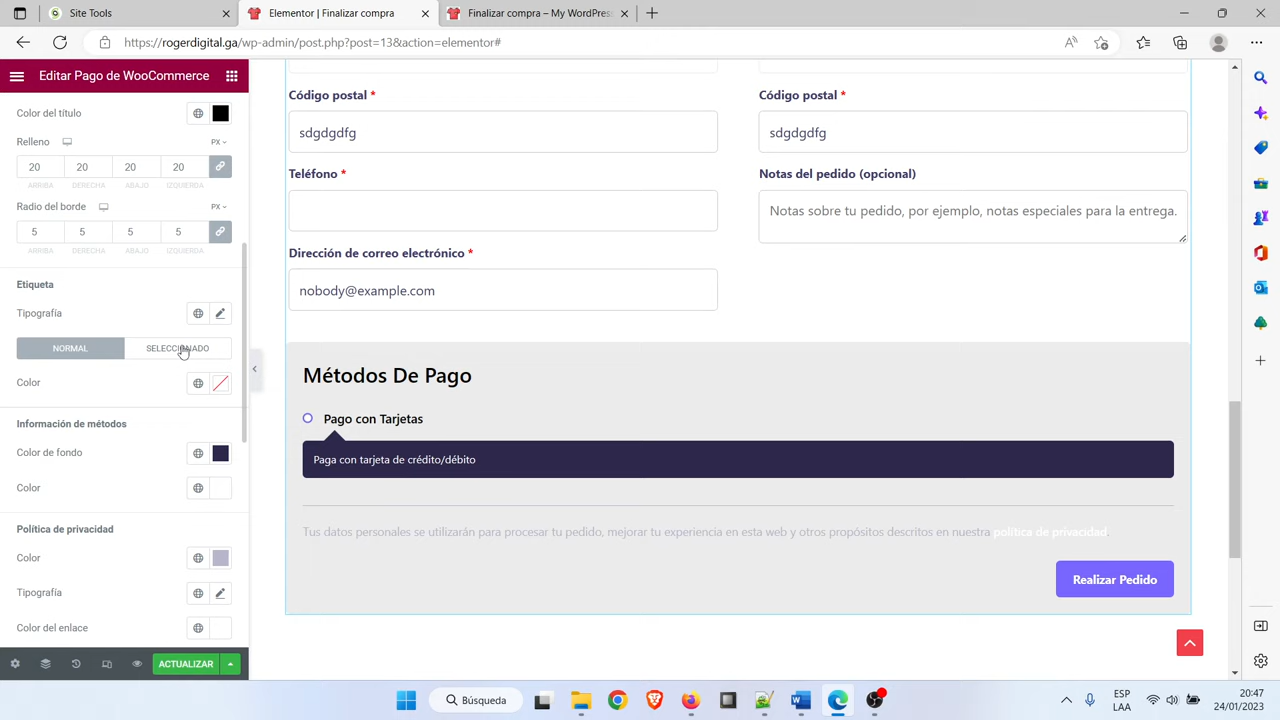 Site Tools
Elementor | Finalizar compra
Finalizar compra – My WordPres
https://rogerdigital.ga/wp-admin/post.php?post=13&action=elementor#
Editar Pago de WooCommerce
Color del título
Relleno
PX
20 20 20 20
ARRIBA DERECHA ABAJO IZQUIERDA
Radio del borde
PX
5 5 5 5
ARRIBA DERECHA ABAJO IZQUIERDA
Etiqueta
Tipografía
NORMAL SELECCIONADO
Color
Información de métodos
Color de fondo
Color
Política de privacidad
Color
Tipografía
Color del enlace
ACTUALIZAR
Código postal *
sdgdgdfg
Teléfono *
Dirección de correo electrónico *
nobody@example.com
Código postal *
sdgdgdfg
Notas del pedido (opcional)
Notas sobre tu pedido, por ejemplo, notas especiales para la entrega.
Métodos De Pago
Pago con Tarjetas
Paga con tarjeta de crédito/débito
Tus datos personales se utilizarán para procesar tu pedido, mejorar tu experiencia en esta web y otros propósitos descritos en nuestra política de privacidad.
Realizar Pedido
Búsqueda
ESP
LAA
20:47
24/01/2023